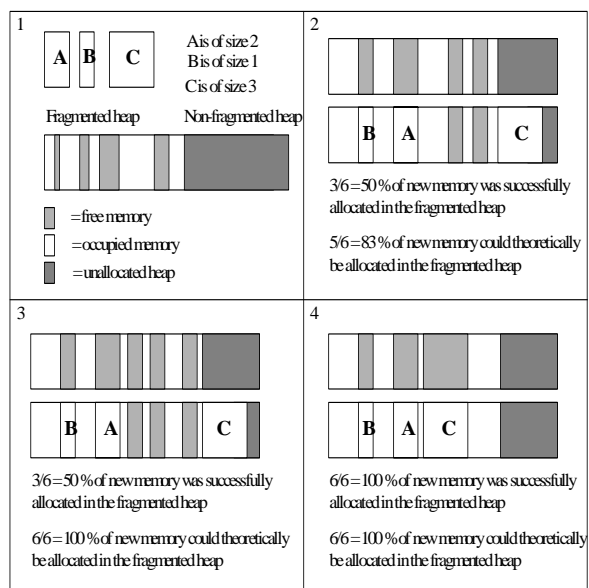 1
A B C
Ais of size 2
Bis of size 1
Cis of size 3
Fragmented heap Non-fragmented heap
=free memory
=occupied memory
=unallocated heap
2
B A C
3/6=50 % of new memory was successfully
allocated in the fragmented heap
5/6=83% of new memory could theoretically
be allocated in the fragmented heap
3
B A C
3/6=50 % of new memory was successfully
allocated in the fragmented heap
6/6=100 % of new memory could theoretically
be allocated in the fragmented heap
4
B A C
6/6=100 % of new memory was successfully
allocated in the fragmented heap
6/6=100 % of new memory could theoretically
be allocated in the fragmented heap